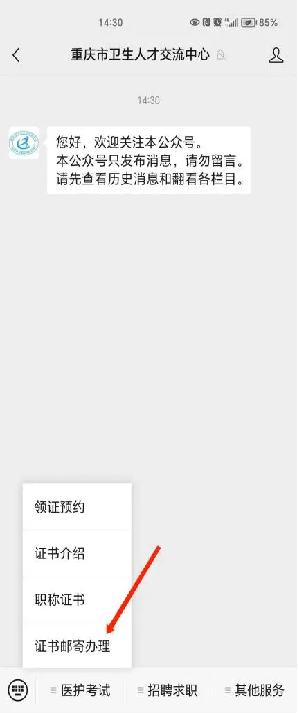 14:30
85%
重庆市卫生人才交流中心
14:30
您好，欢迎关注本公众号。
本公众号只发布消息，请勿留言。
请先查看历史消息和翻看各栏目。
领证预约
证书介绍
职称证书
证书邮寄办理
医护考试
招聘求职
其他服务